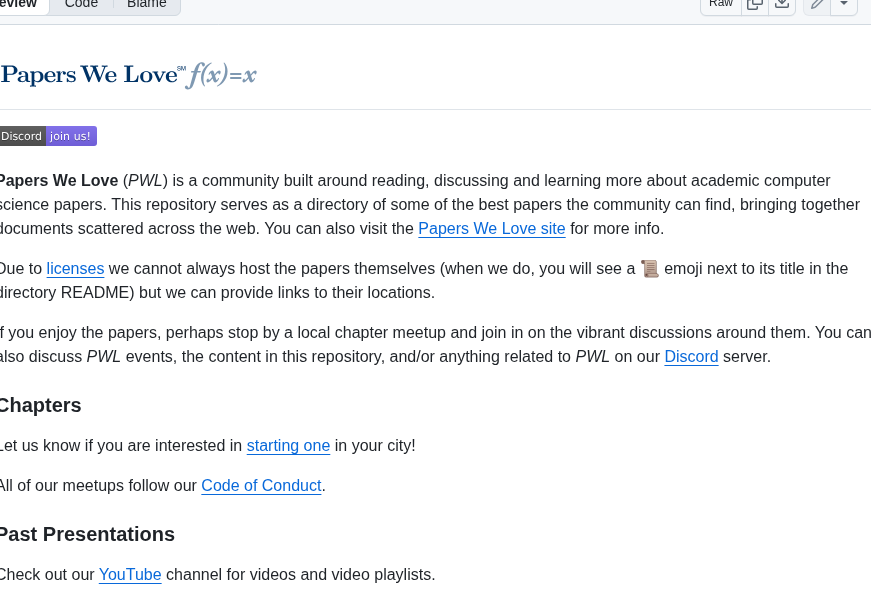 eview Code Blame Raw
Papers We Love℠ f(x)=x
Discord join us!
Papers We Love (PWL) is a community built around reading, discussing and learning more about academic computer
science papers. This repository serves as a directory of some of the best papers the community can find, bringing together
documents scattered across the web. You can also visit the Papers We Love site for more info.
Due to licenses we cannot always host the papers themselves (when we do, you will see a 📜 emoji next to its title in the
directory README) but we can provide links to their locations.
If you enjoy the papers, perhaps stop by a local chapter meetup and join in on the vibrant discussions around them. You can
also discuss PWL events, the content in this repository, and/or anything related to PWL on our Discord server.
Chapters
Let us know if you are interested in starting one in your city!
All of our meetups follow our Code of Conduct.
Past Presentations
Check out our YouTube channel for videos and video playlists.